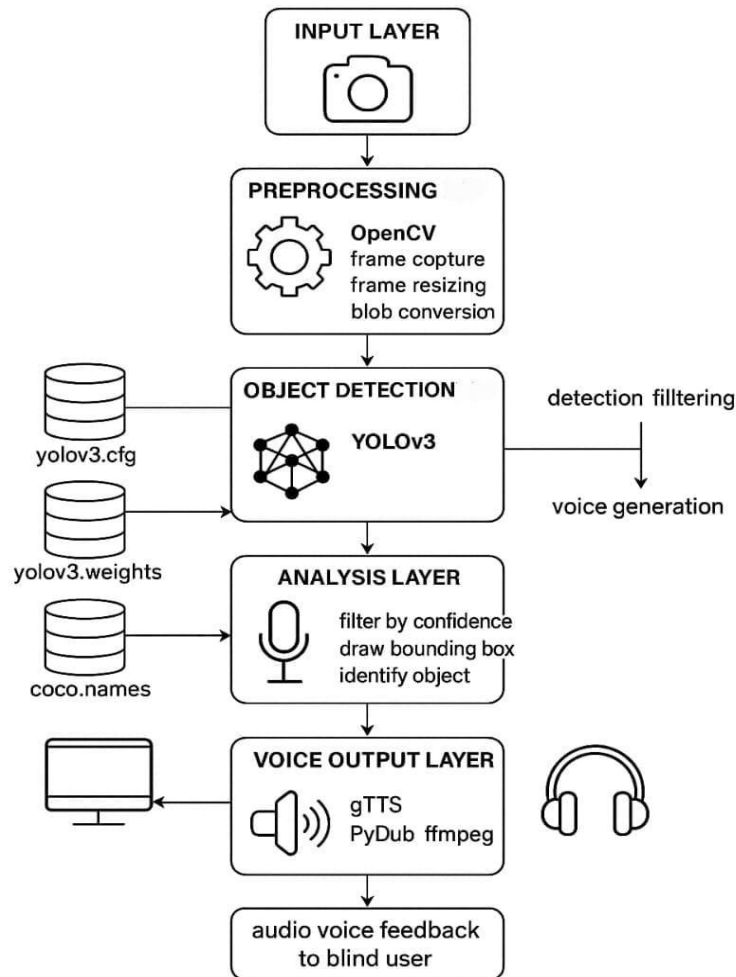 INPUT LAYER
PREPROCESSING
OpenCV
frame copture
frame resizing
blob conversion
OBJECT DETECTION
YOLOv3
yolov3.cfg
detection filltering
voice generation
yolov3.weights
ANALYSIS LAYER
filter by confedence
draw bounding box
identify object
coco.names
VOICE OUTPUT LAYER
gTTS
PyDub ffmpeg
audio voice feedback
to blind user